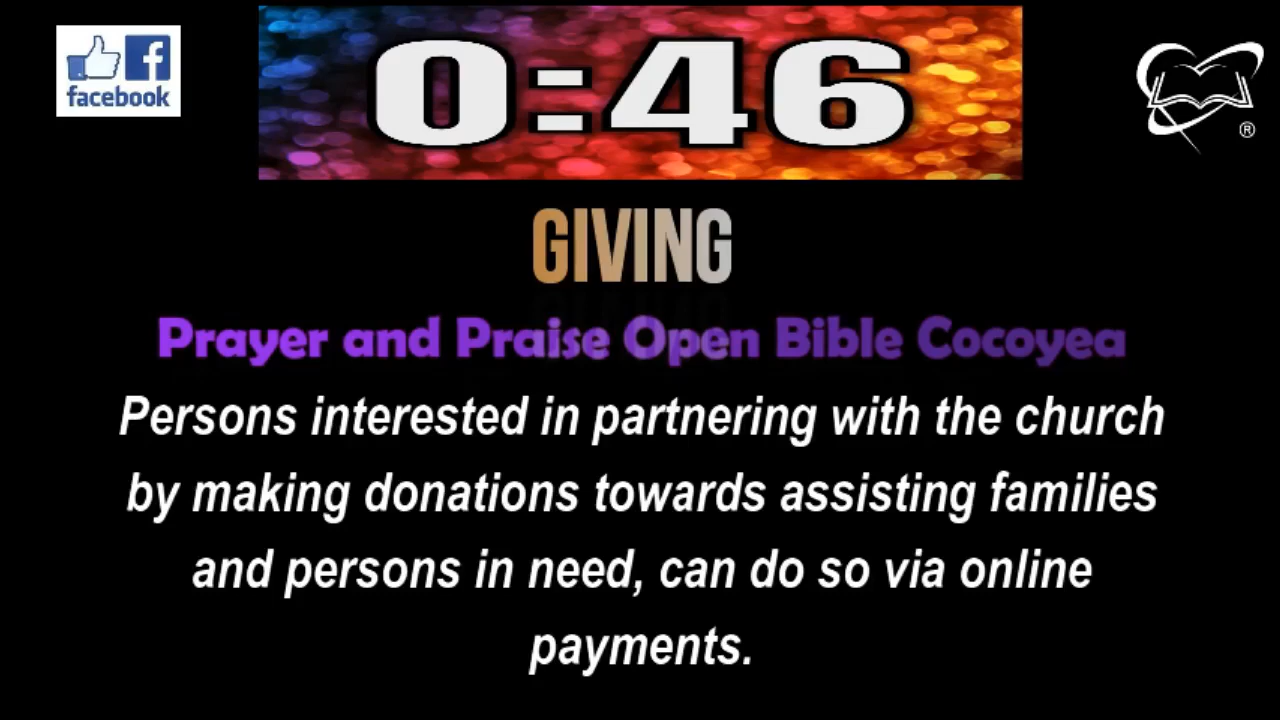 facebook
0:46
®
GIVING
Prayer and Praise Open Bible Cocoyea
Persons interested in partnering with the church
by making donations towards assisting families
and persons in need, can do so via online
payments.